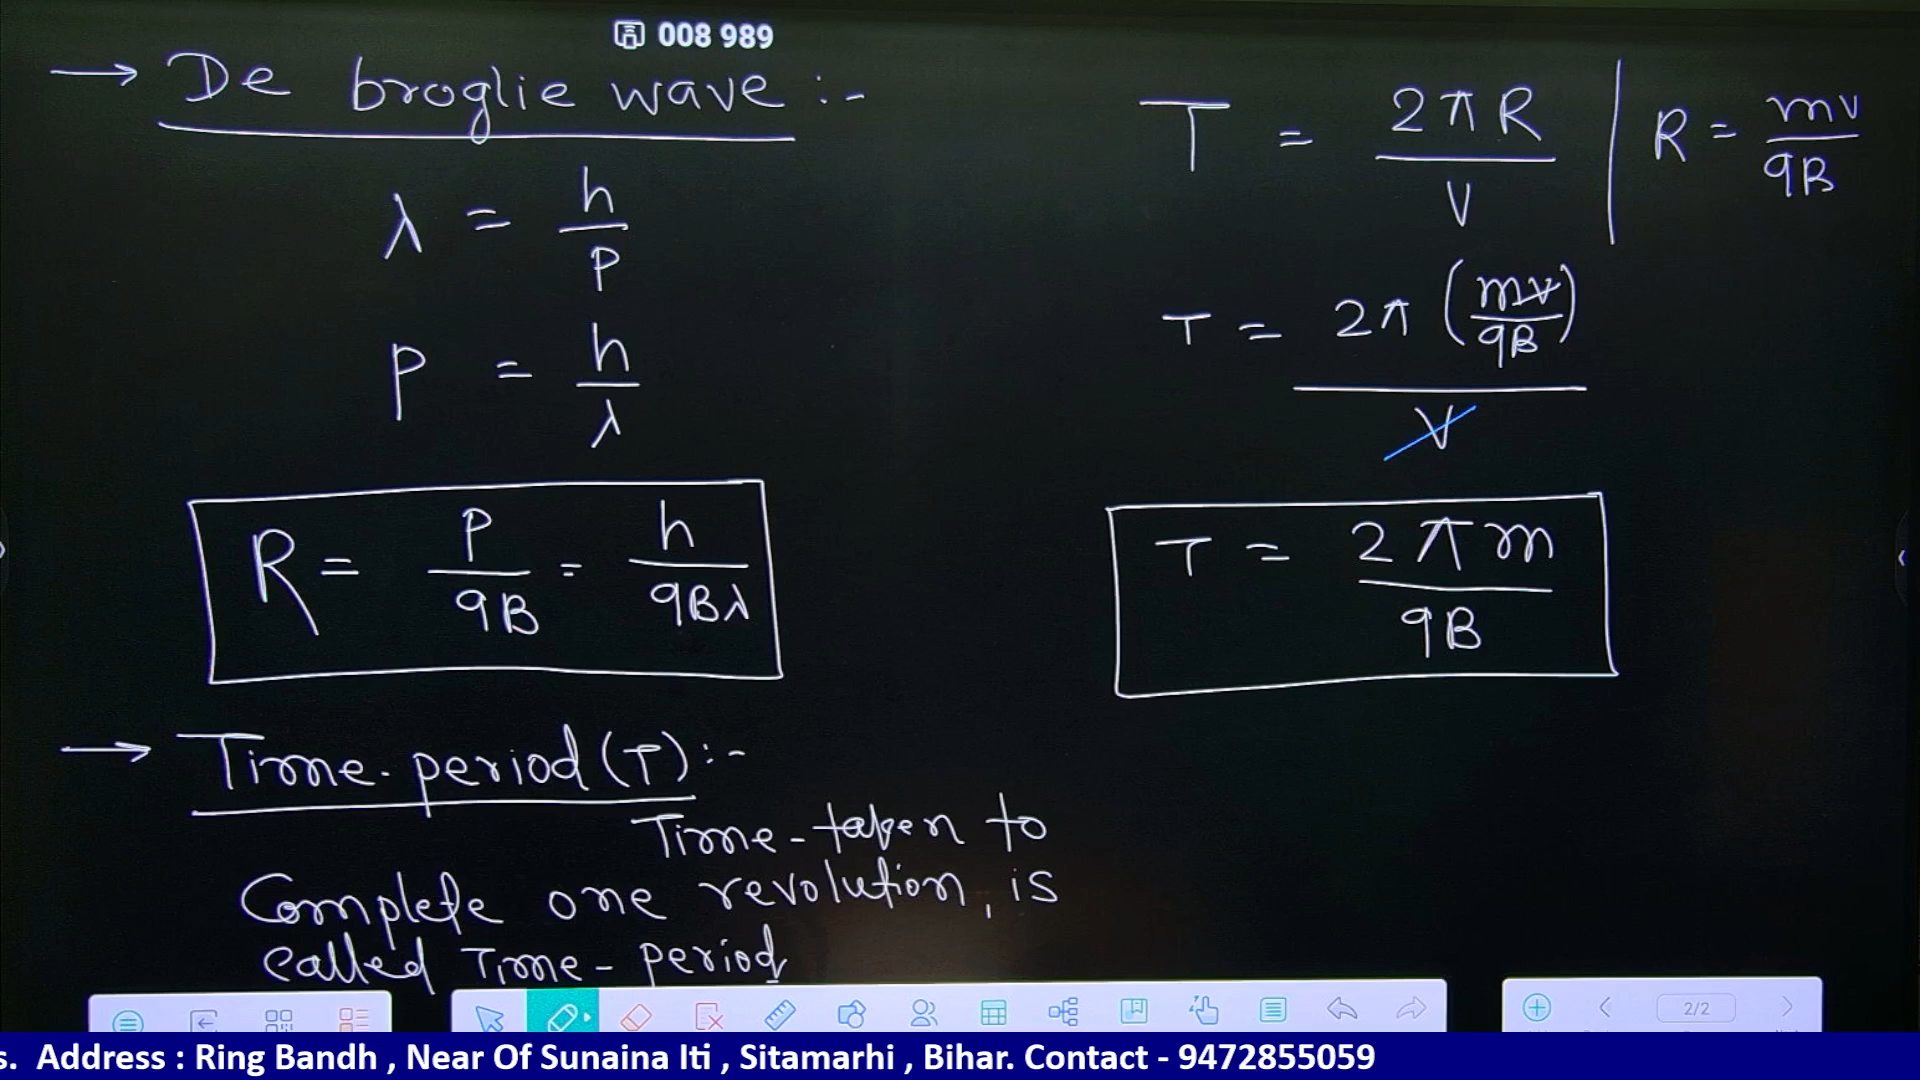 008 989
→ De broglie wave :-
λ = h/P
P = h/λ
R = P/qB = h/qBλ
→ Time-period (T) :-
Time-taken to
Complete one revolution, is
called Time-period
T = 2πR/V | R = mv/qB
T = 2π (mv/qB)/V
T = 2πm/qB
2/2
s. Address : Ring Bandh , Near Of Sunaina Iti , Sitamarhi , Bihar. Contact - 9472855059